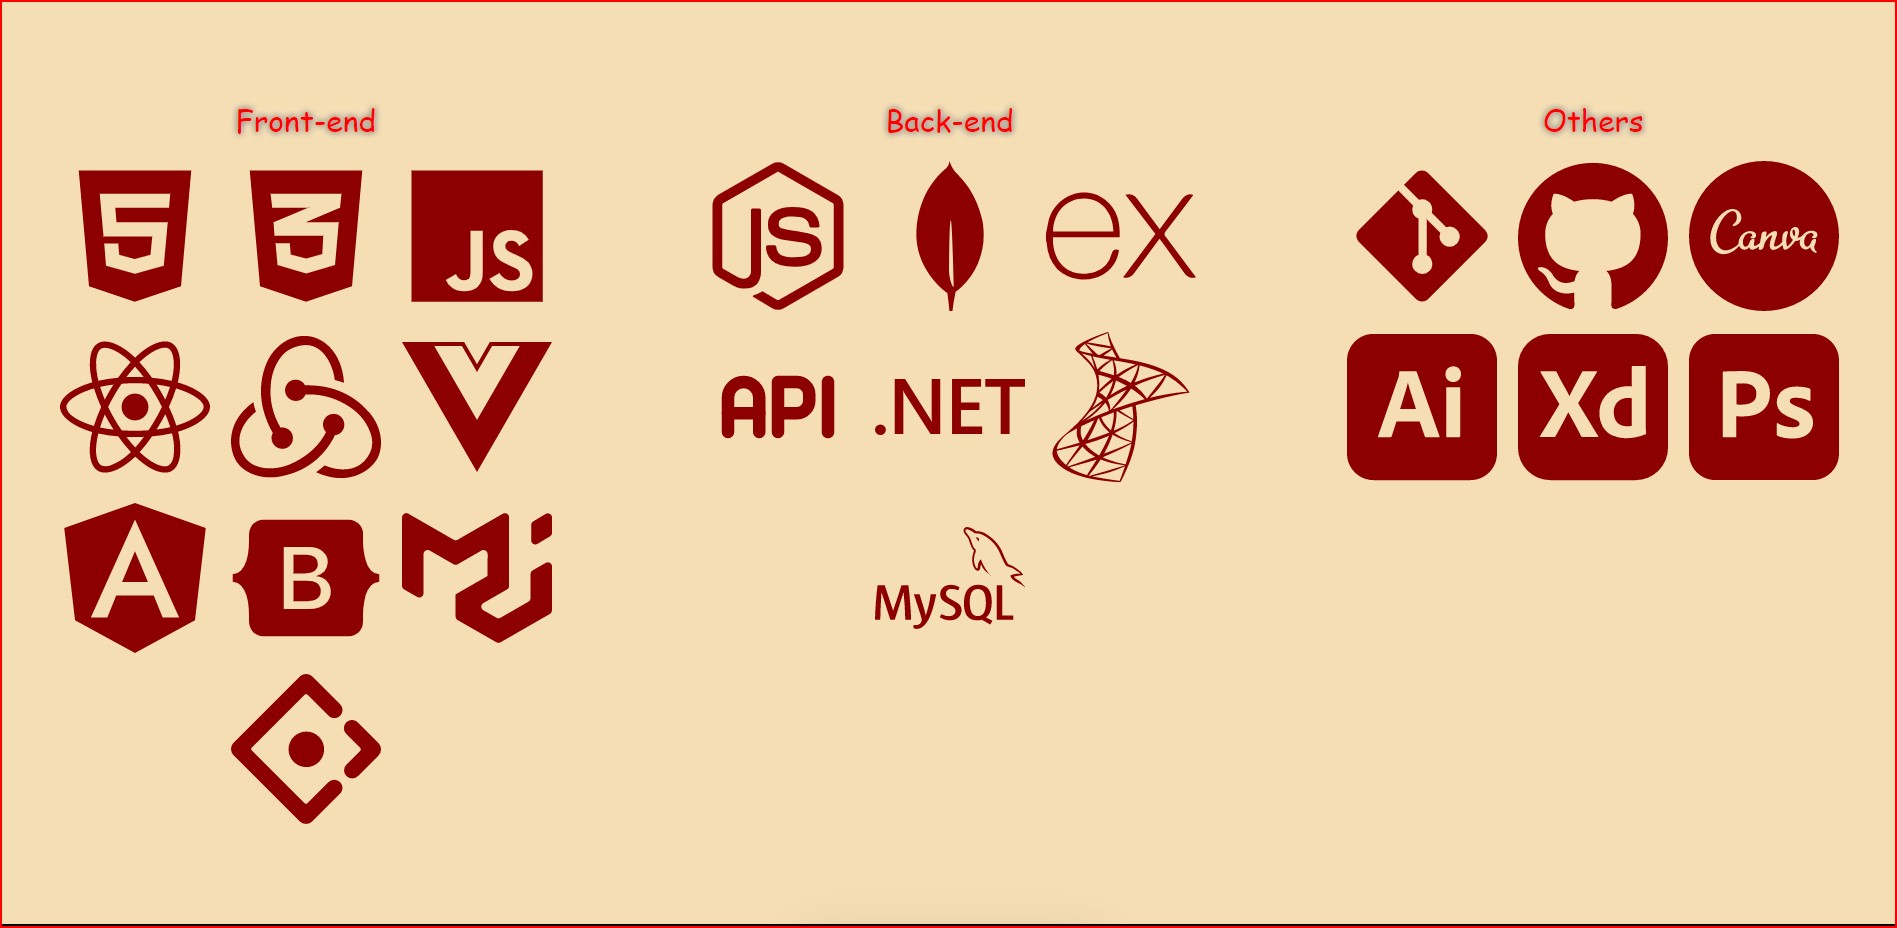 Front-end
5
3
JS
B
Back-end
JS
ex
API
.NET
MySQL
Others
Canva
Ai
Xd
Ps